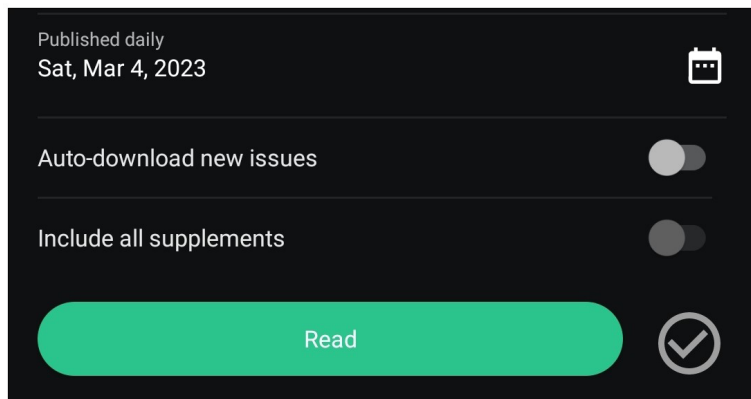 Published daily
Sat, Mar 4, 2023
Auto-download new issues
Include all supplements
Read